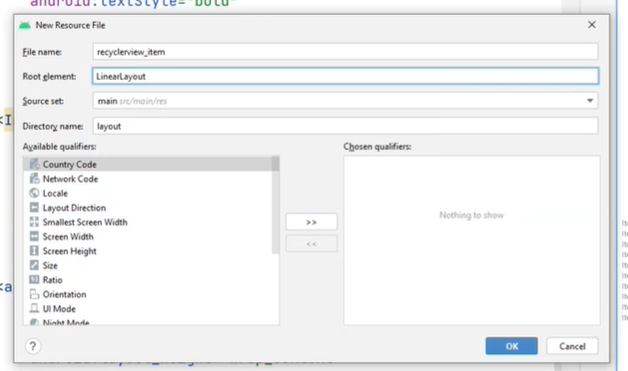 android:textStyle="bold"
New Resource File
File name: recyclerview_item
Root element: LinearLayout
Source set: main src/main/res
Directory name: layout
Available qualifiers:
Chosen qualifiers:
Country Code
Network Code
Locale
Layout Direction
Smallest Screen Width
Screen Width
Screen Height
Size
Ratio
Orientation
UI Mode
Night Mode
>>
<<
Nothing to show
?
OK
Cancel
<I
<a